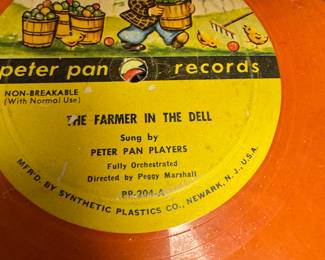 peter pan records
NON-BREAKABLE
(With Normal Use)
THE FARMER IN THE DELL
Sung by
PETER PAN PLAYERS
Fully Orchestrated
Directed by Peggy Marshall
PP-204-A
MF'D. BY SYNTHETIC PLASTICS CO., NEWARK, N. J., U.S.A.